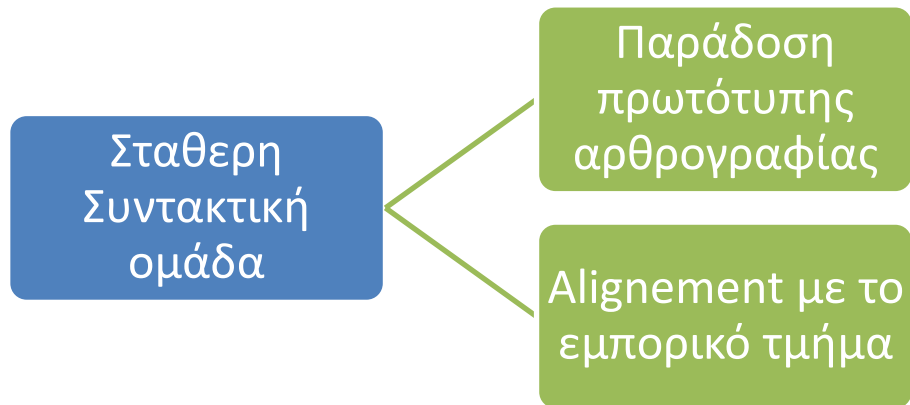 Σταθερη
Συντακτική
ομάδα
Παράδοση
πρωτότυπης
αρθρογραφίας
Alignement με το
εμπορικό τμήμα